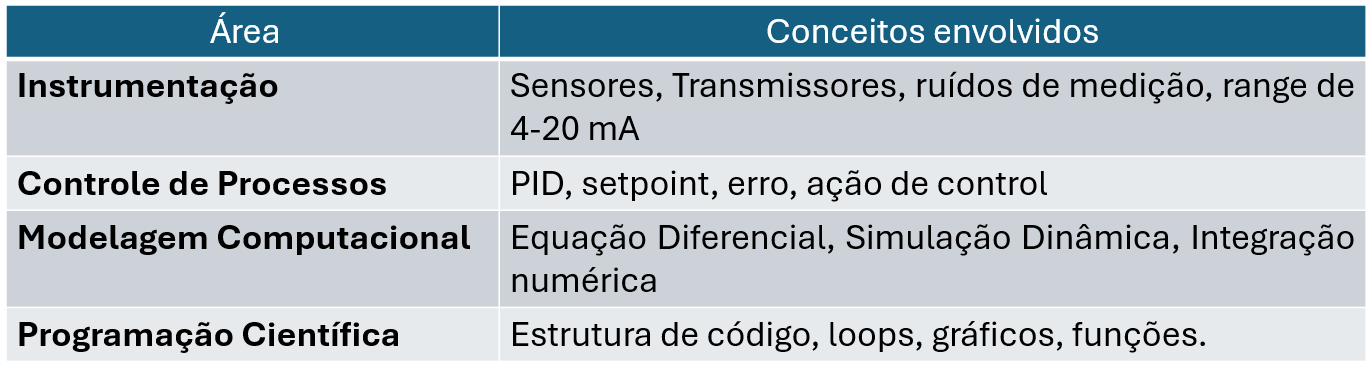 Área
Conceitos envolvidos
Instrumentação
Sensores, Transmissores, ruídos de medição, range de
4-20 mA
Controle de Processos
PID, setpoint, erro, ação de control
Modelagem Computacional
Equação Diferencial, Simulação Dinâmica, Integração
numérica
Programação Científica
Estrutura de código, loops, gráficos, funções.